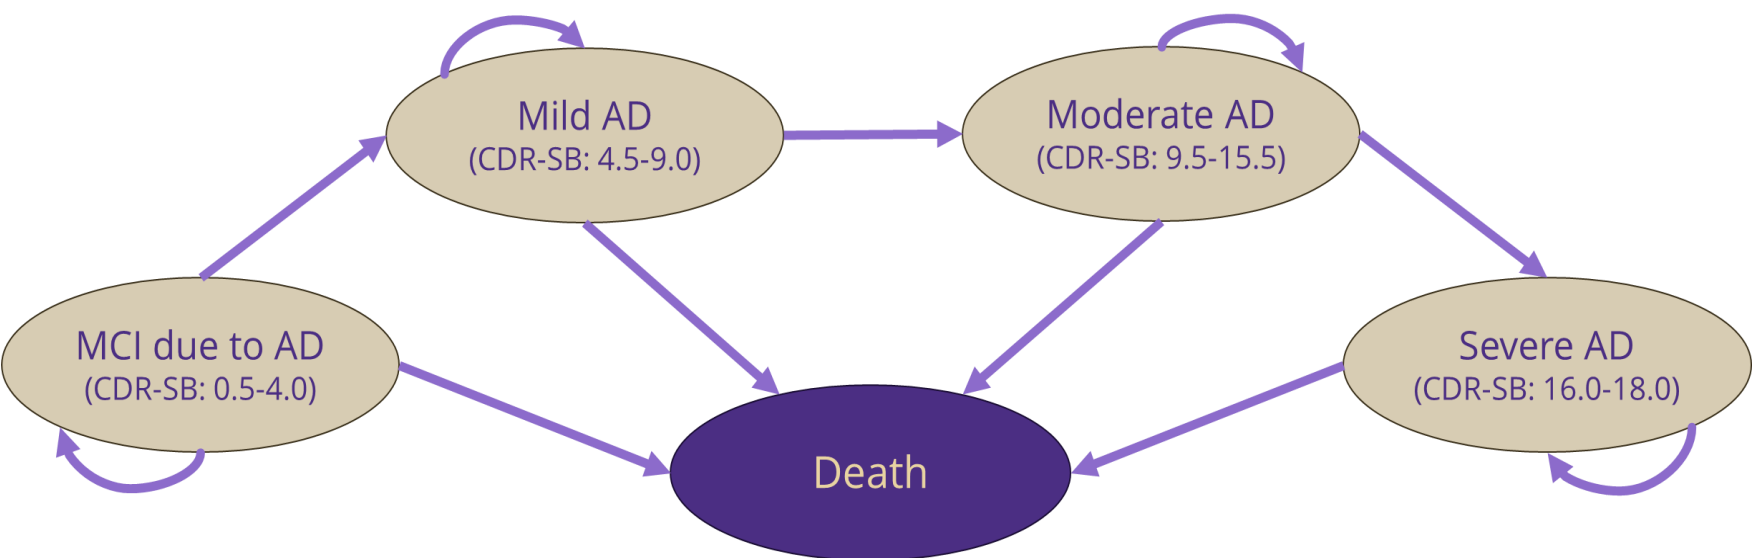 Mild AD
(CDR-SB: 4.5-9.0)
Moderate AD
(CDR-SB: 9.5-15.5)
MCI due to AD
(CDR-SB: 0.5-4.0)
Severe AD
(CDR-SB: 16.0-18.0)
Death